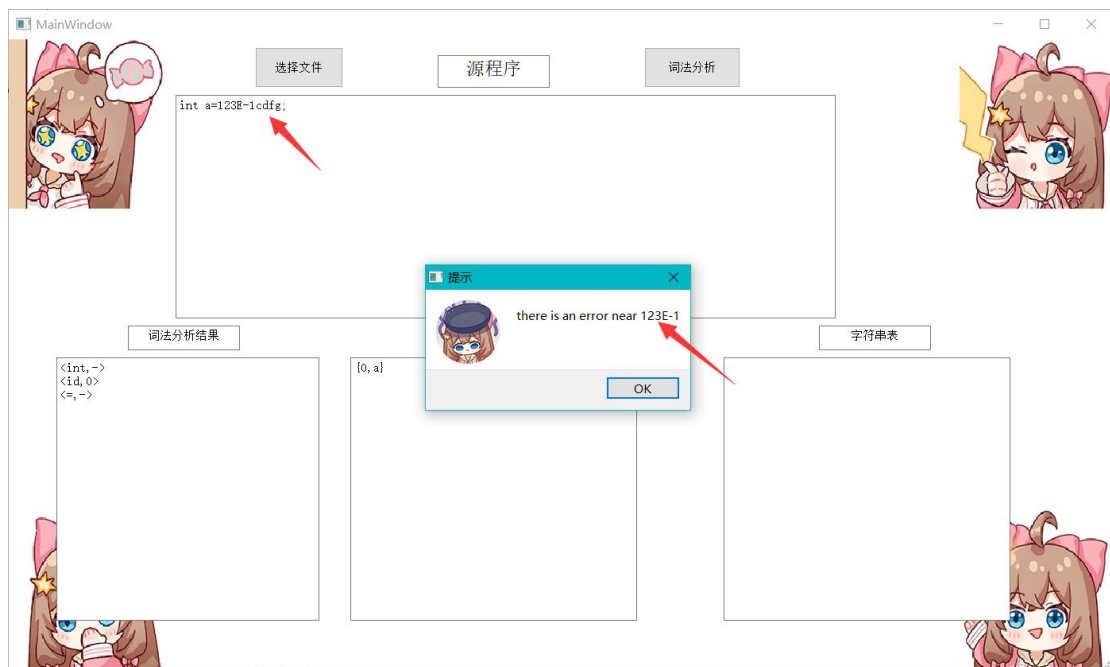 MainWindow
选择文件
源程序
词法分析
int a=123E-1cdfg;
提示
there is an error near 123E-1
OK
词法分析结果
字符串表
<int,->
<id,0>
<=,->
{0,a}